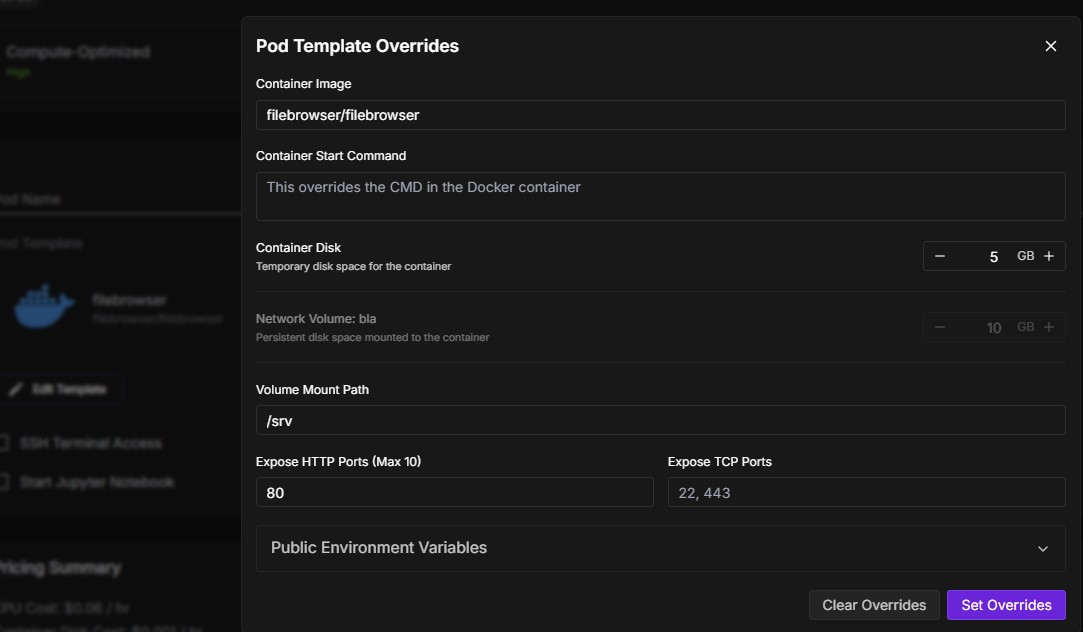 Pod Template Overrides
Compute-Optimized
High
Container Image
filebrowser/filebrowser
Container Start Command
This overrides the CMD in the Docker container
Pod Name
Pod Template
Container Disk
Temporary disk space for the container
5 GB
filebrowser
filebrowser/filebrowser
Network Volume: bla
Persistent disk space mounted to the container
10 GB
Edit Template
Volume Mount Path
/srv
SSH Terminal Access
Start Jupyter Notebook
Expose HTTP Ports (Max 10)
80
Expose TCP Ports
22, 443
Public Environment Variables
Pricing Summary
CPU Cost: $0.06 / hr
Clear Overrides
Set Overrides